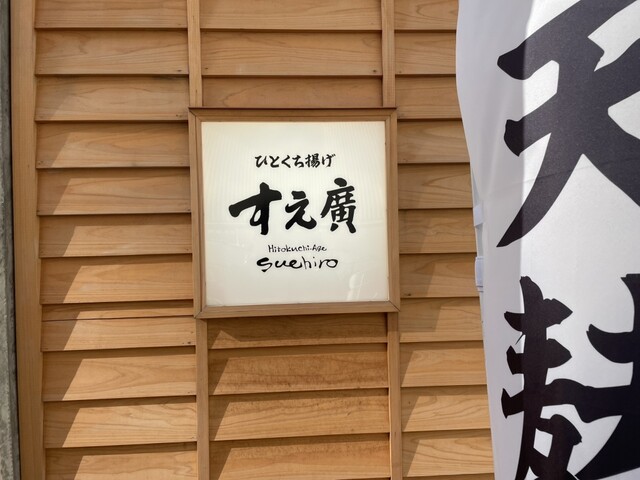 ひとくち揚げ
すえ廣
Hitokuchi-Age
suehiro
天